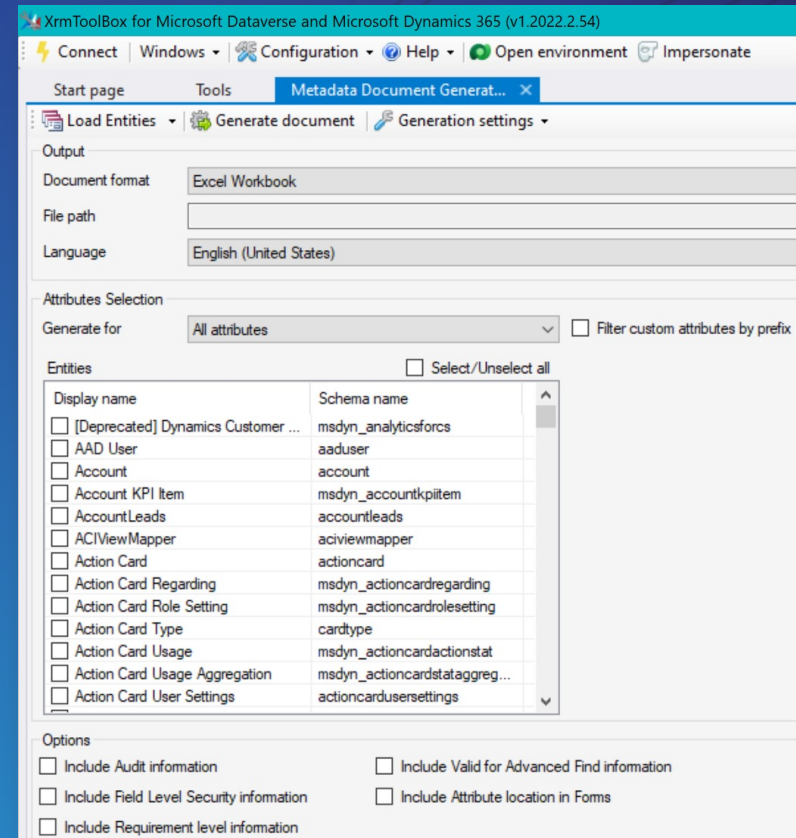 XrmToolBox for Microsoft Dataverse and Microsoft Dynamics 365 (v1.2022.2.54)
Connect Windows Configuration Help Open environment Impersonate
Start page Tools Metadata Document Generat...
Load Entities Generate document Generation settings
Output
Document format Excel Workbook
File path
Language English (United States)
Attributes Selection
Generate for All attributes Filter custom attributes by prefix
Entities Select/Unselect all
Display name Schema name
[Deprecated] Dynamics Customer ... msdyn_analyticsforcs
AAD User aaduser
Account account
Account KPI Item msdyn_accountkpiitem
AccountLeads accountleads
ACIViewMapper aciviewmapper
Action Card actioncard
Action Card Regarding msdyn_actioncardregarding
Action Card Role Setting msdyn_actioncardrolesetting
Action Card Type cardtype
Action Card Usage msdyn_actioncardactionstat
Action Card Usage Aggregation msdyn_actioncardstataggreg...
Action Card User Settings actioncardusersettings
Options
Include Audit information Include Valid for Advanced Find information
Include Field Level Security information Include Attribute location in Forms
Include Requirement level information